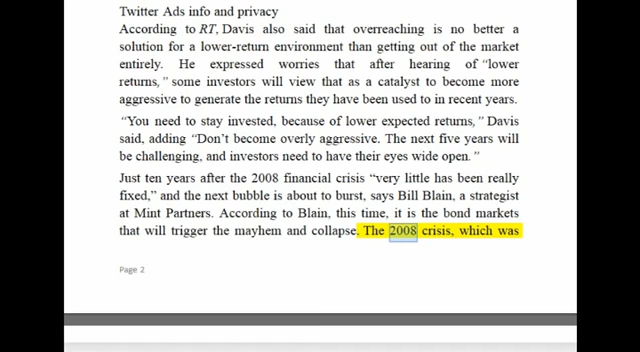 Twitter Ads info and privacy
According to RT, Davis also said that overreaching is no better a
solution for a lower-return environment than getting out of the market
entirely. He expressed worries that after hearing of “lower
returns,” some investors will view that as a catalyst to become more
aggressive to generate the returns they have been used to in recent years.
“You need to stay invested, because of lower expected returns,” Davis
said, adding “Don’t become overly aggressive. The next five years will
be challenging, and investors need to have their eyes wide open.”
Just ten years after the 2008 financial crisis “very little has been really
fixed,” and the next bubble is about to burst, says Bill Blain, a strategist
at Mint Partners. According to Blain, this time, it is the bond markets
that will trigger the mayhem and collapse. The 2008 crisis, which was
Page 2